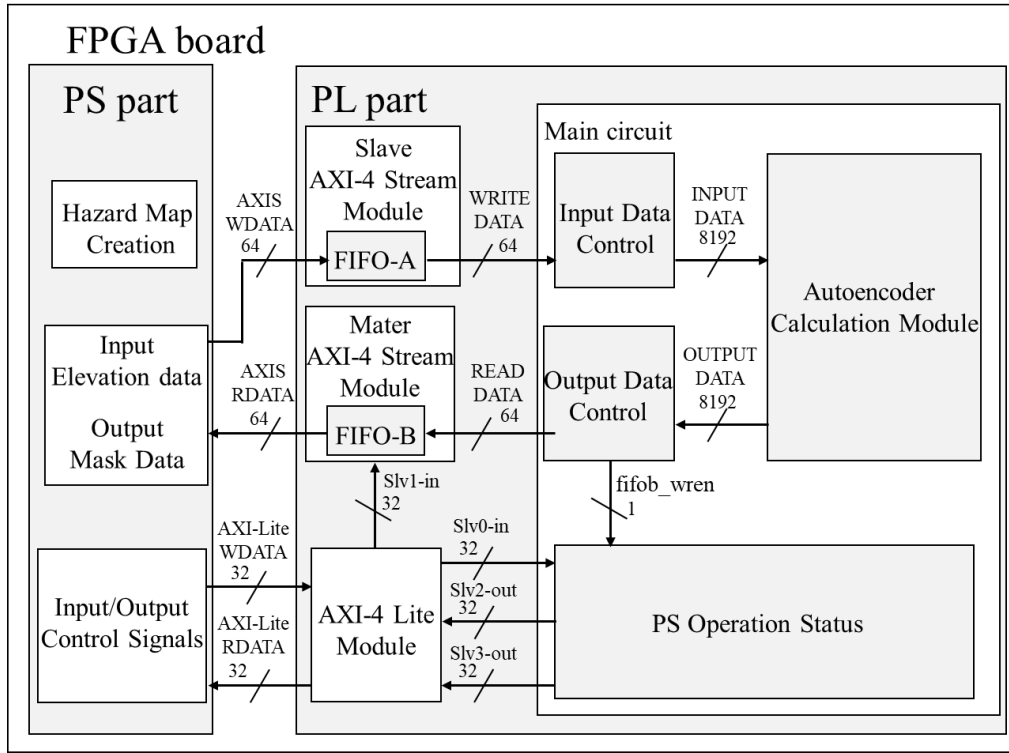 FPGA board
PS part
PL part
Hazard Map
Creation
Input
Elevation data
Output
Mask Data
Input/Output
Control Signals
AXIS
WDATA
64
AXIS
RDATA
64
AXI-Lite
WDATA
32
AXI-Lite
RDATA
32
Slave
AXI-4 Stream
Module
FIFO-A
Mater
AXI-4 Stream
Module
FIFO-B
Slv1-in
32
AXI-4 Lite
Module
WRITE
DATA
64
READ
DATA
64
Slv0-in
32
Slv2-out
32
Slv3-out
32
Main circuit
Input Data
Control
INPUT
DATA
8192
Autoencoder
Calculation Module
Output Data
Control
OUTPUT
DATA
8192
fifob_wren
1
PS Operation Status